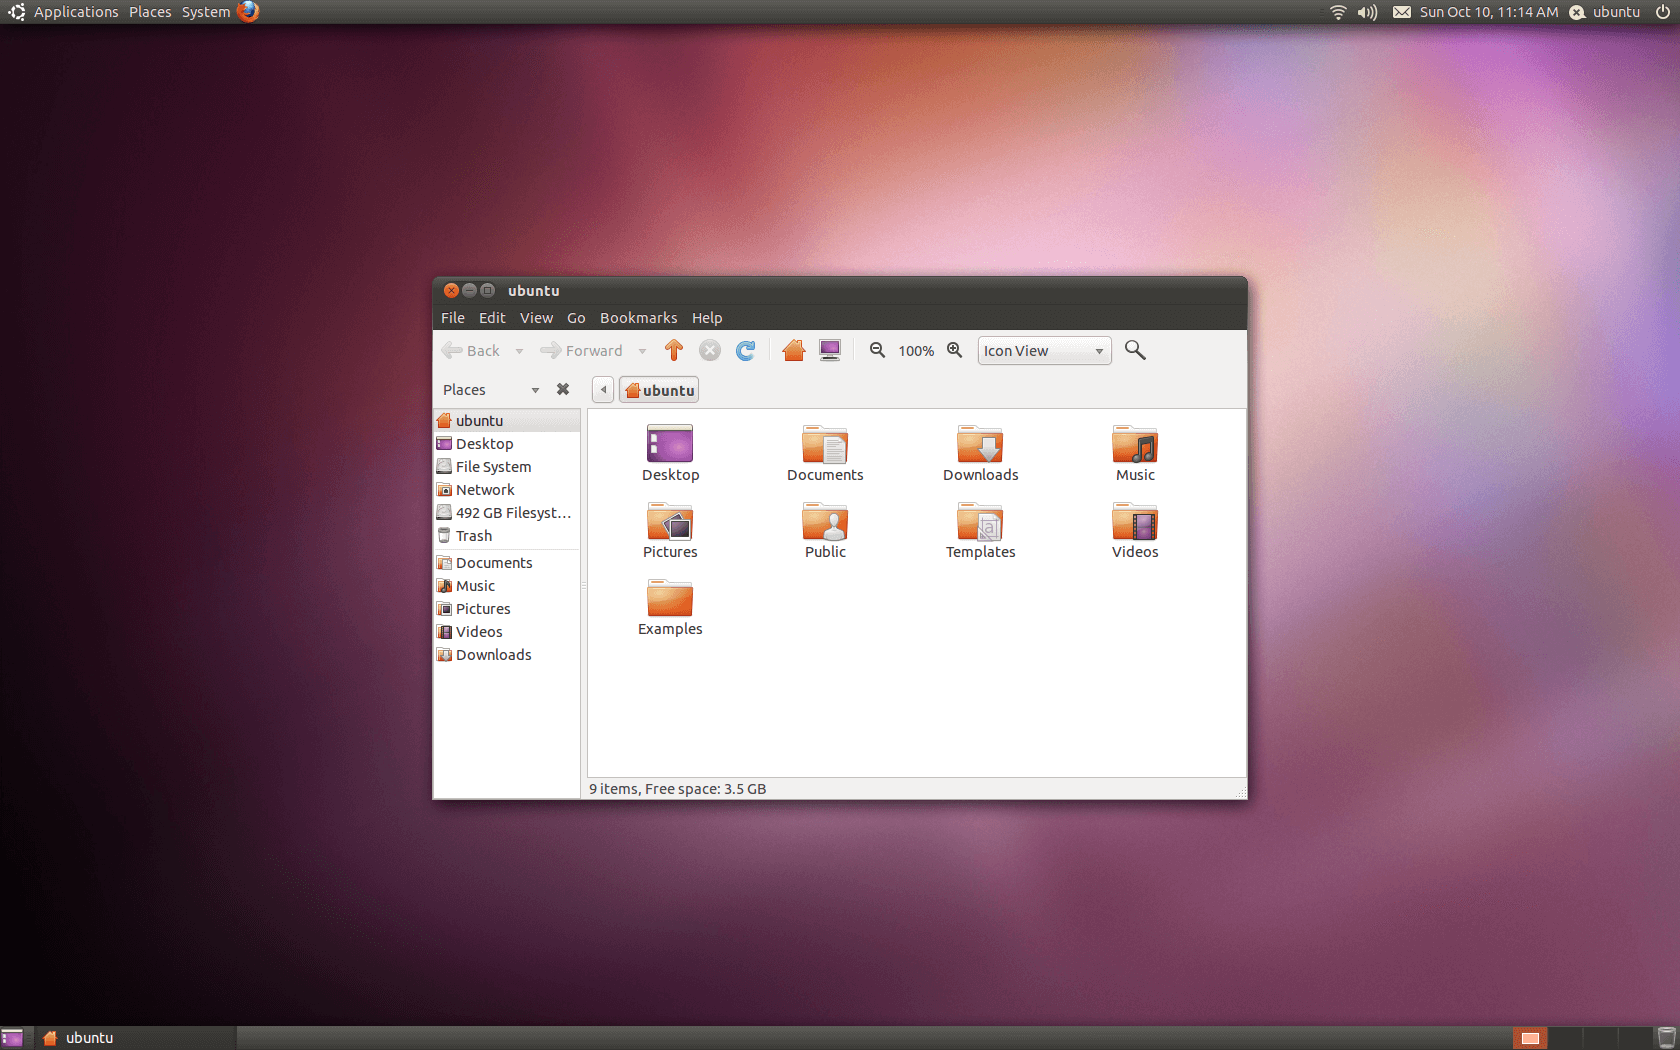 Applications Places System
Sun Oct 10, 11:14 AM ubuntu
ubuntu
File Edit View Go Bookmarks Help
Back Forward 100% Icon View
Places ubuntu
ubuntu
Desktop
File System
Network
492 GB Filesyst...
Trash
Documents
Music
Pictures
Videos
Downloads
Desktop Documents Downloads Music
Pictures Public Templates Videos
Examples
9 items, Free space: 3.5 GB
ubuntu